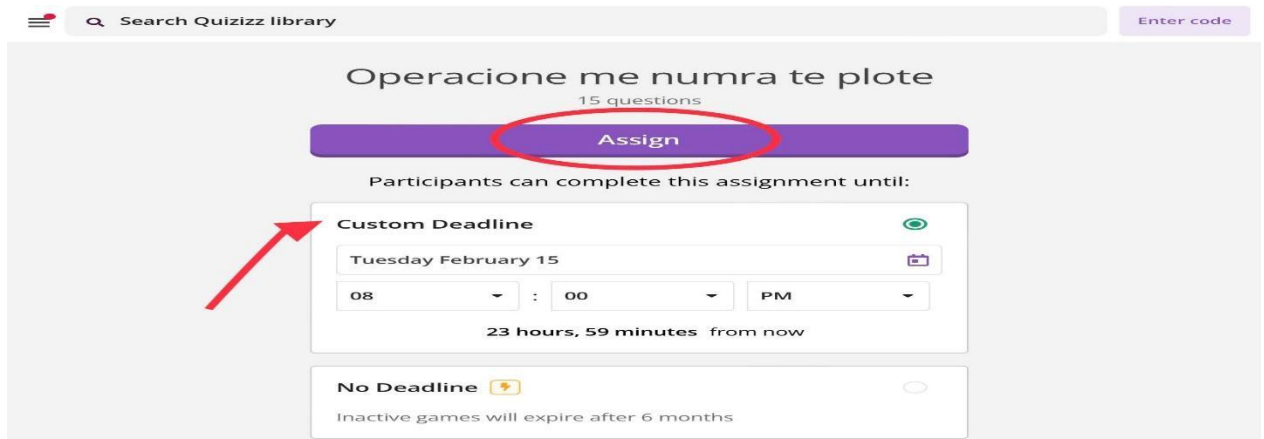 Search Quizizz library
Enter code
Operacione me numra te plote
15 questions
Assign
Participants can complete this assignment until:
Custom Deadline
Tuesday February 15
08 : 00 PM
23 hours, 59 minutes from now
No Deadline
Inactive games will expire after 6 months